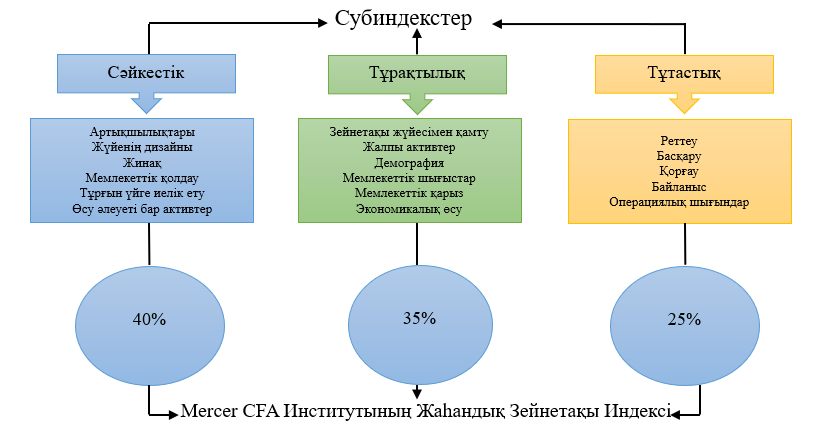 Субиндекстер
Сәйкестік
Артықшылықтары
Жүйенің дизайны
Жинақ
Мемлекеттік қолдау
Тұрғын үйге иелік ету
Өсу әлеуеті бар активтер
40%
Тұрақтылық
Зейнетақы жүйесімен қамту
Жалпы активтер
Демография
Мемлекеттік шығыстар
Мемлекеттік қарыз
Экономикалық өсу
35%
Тұтастық
Реттеу
Басқару
Қорғау
Байланыс
Операциялық шығындар
25%
Mercer CFA Институтының Жаһандық Зейнетақы Индексі